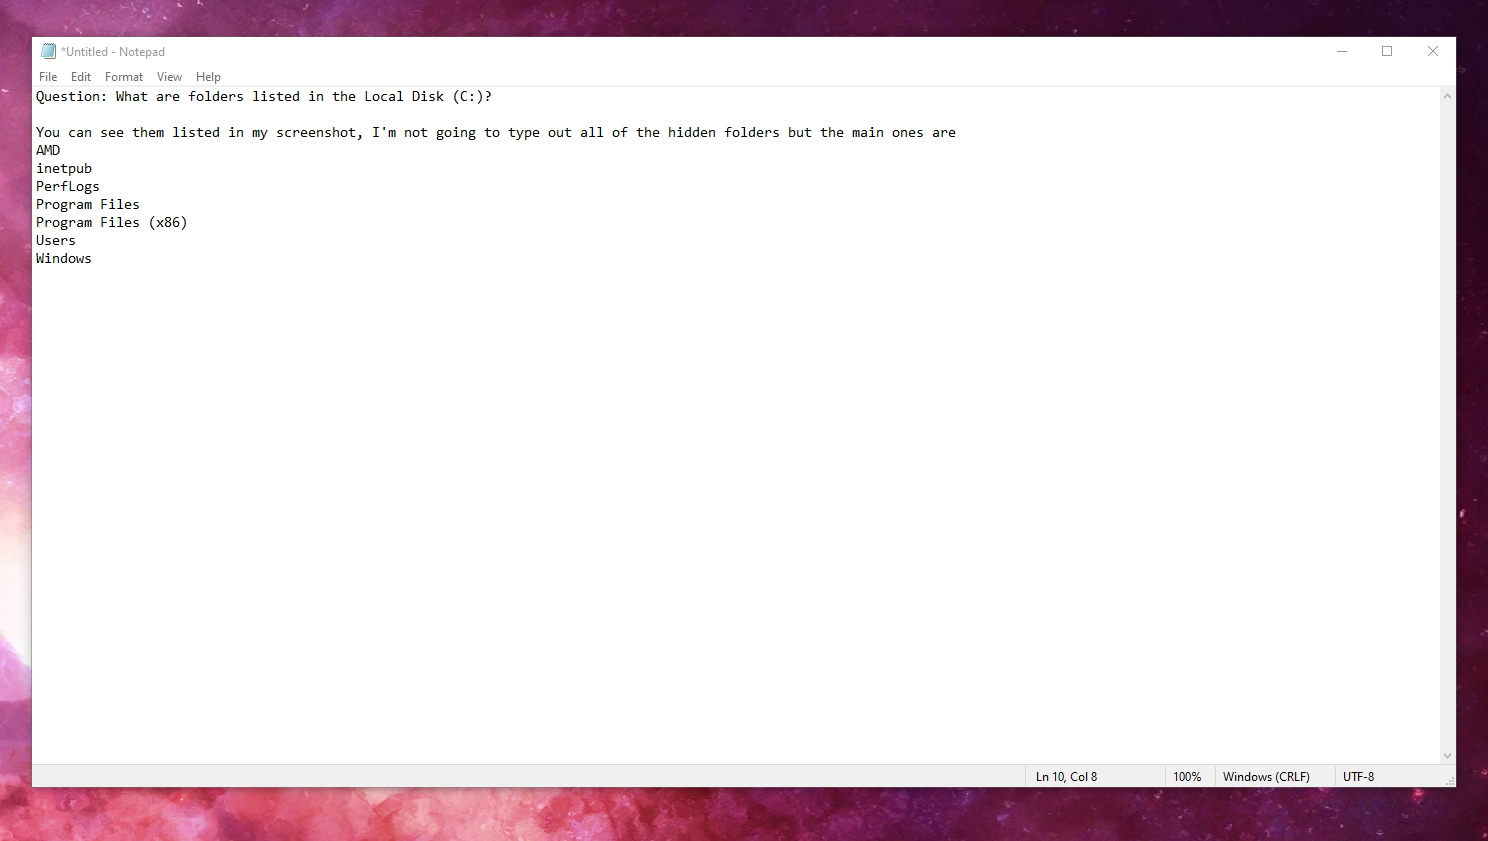 *Untitled - Notepad
File Edit Format View Help
Question: What are folders listed in the Local Disk (C:)?
You can see them listed in my screenshot, I'm not going to type out all of the hidden folders but the main ones are
AMD
inetpub
PerfLogs
Program Files
Program Files (x86)
Users
Windows
Ln 10, Col 8 100% Windows (CRLF) UTF-8